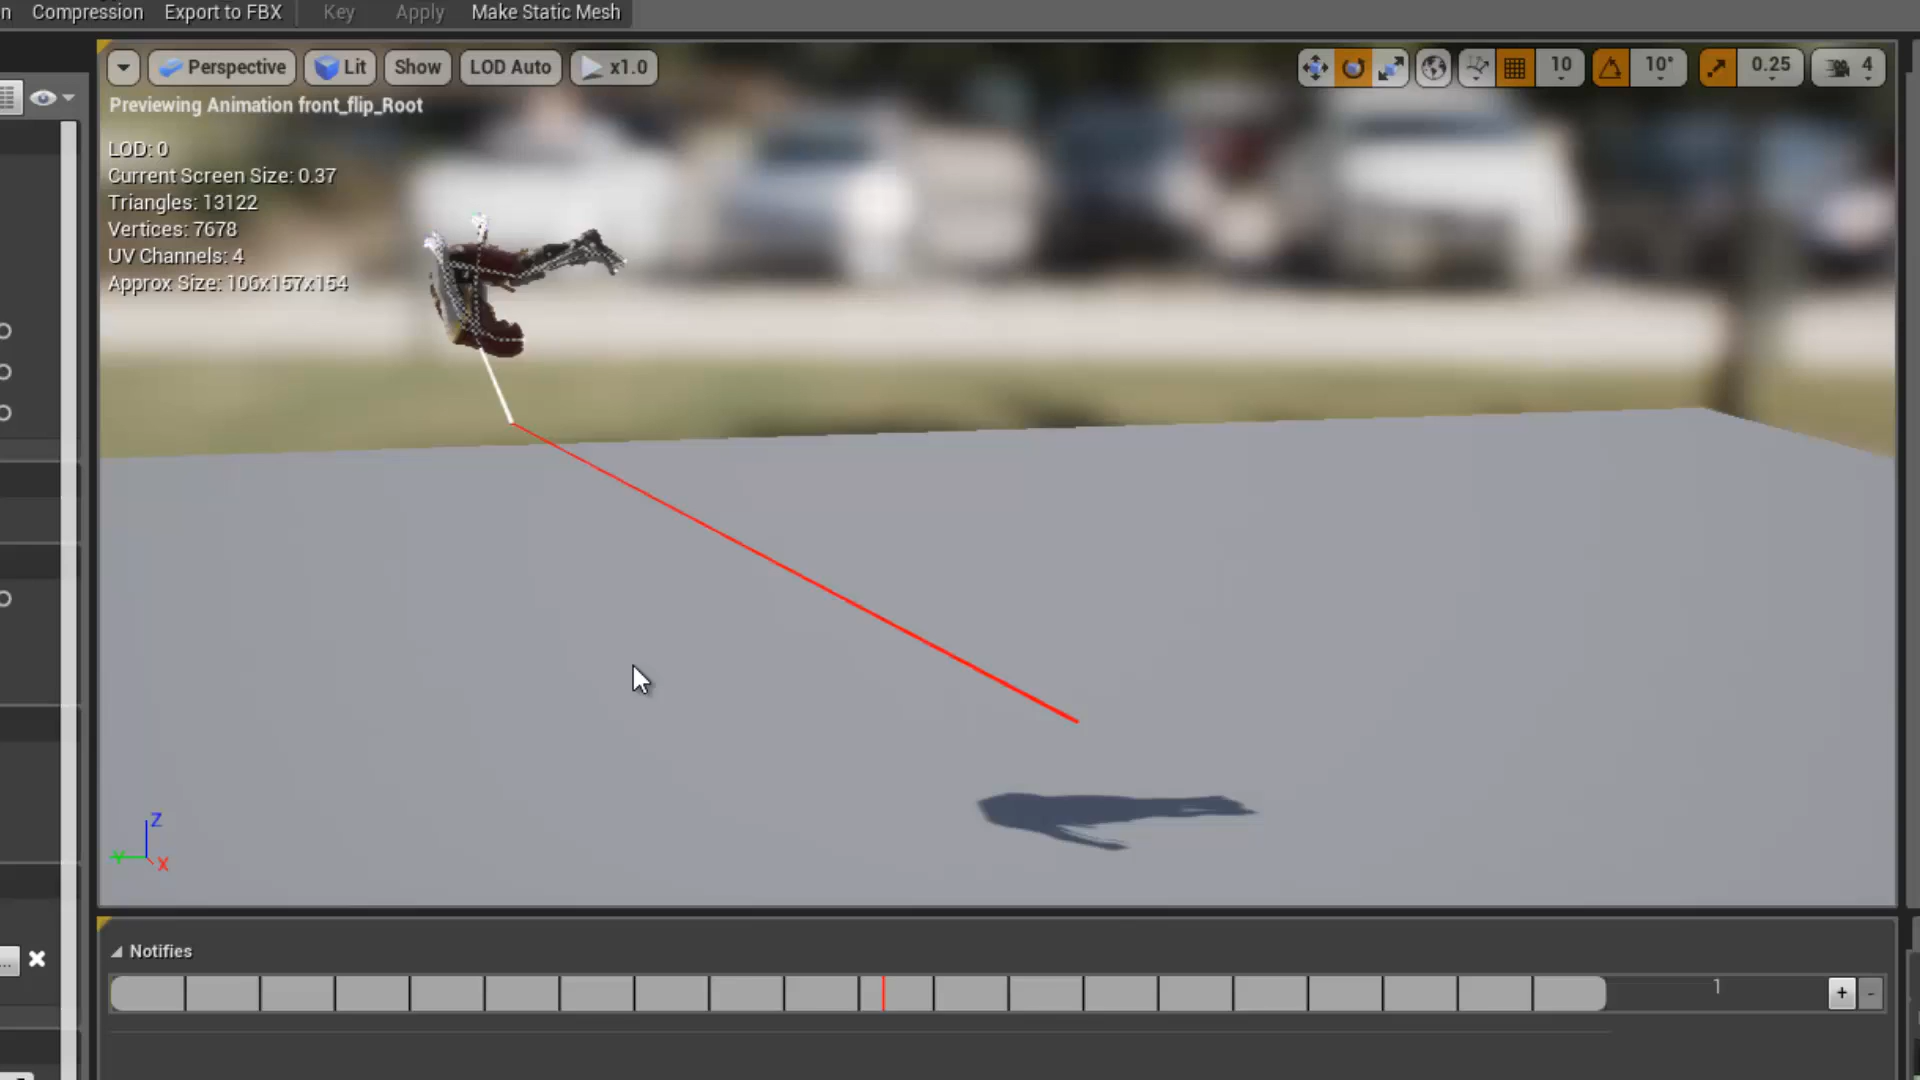 n Compression Export to FBX Key Apply Make Static Mesh
Perspective Lit Show LOD Auto x1.0 10 10° 0.25 4
Previewing Animation front_flip_Root
LOD: 0
Current Screen Size: 0.37
Triangles: 13122
Vertices: 7678
UV Channels: 4
Approx Size: 106x157x154
Z
Y X
... 
Notifies
1 + -